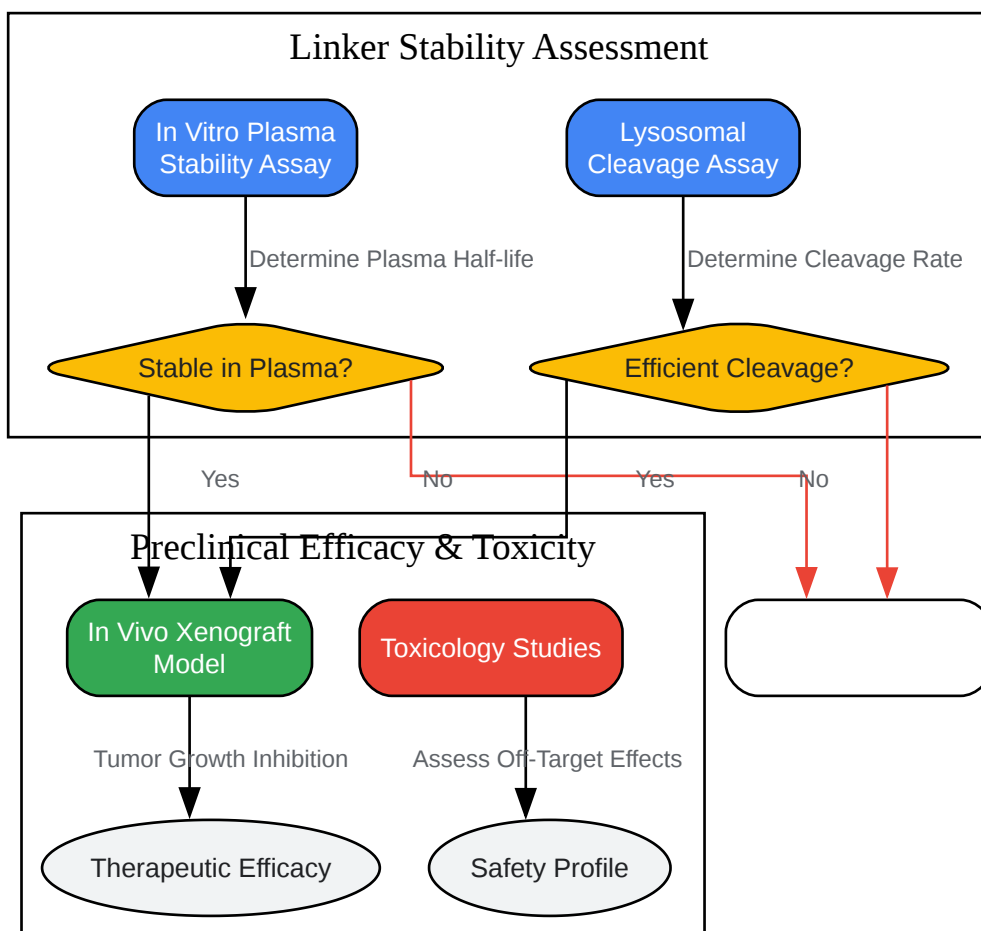 Linker Stability Assessment
In Vitro Plasma
Stability Assay
Lysosomal
Cleavage Assay
Determine Plasma Half-life
Determine Cleavage Rate
Stable in Plasma?
Efficient Cleavage?
Yes
No
Yes
No
Preclinical Efficacy & Toxicity
In Vivo Xenograft
Model
Toxicology Studies
Tumor Growth Inhibition
Assess Off-Target Effects
Therapeutic Efficacy
Safety Profile